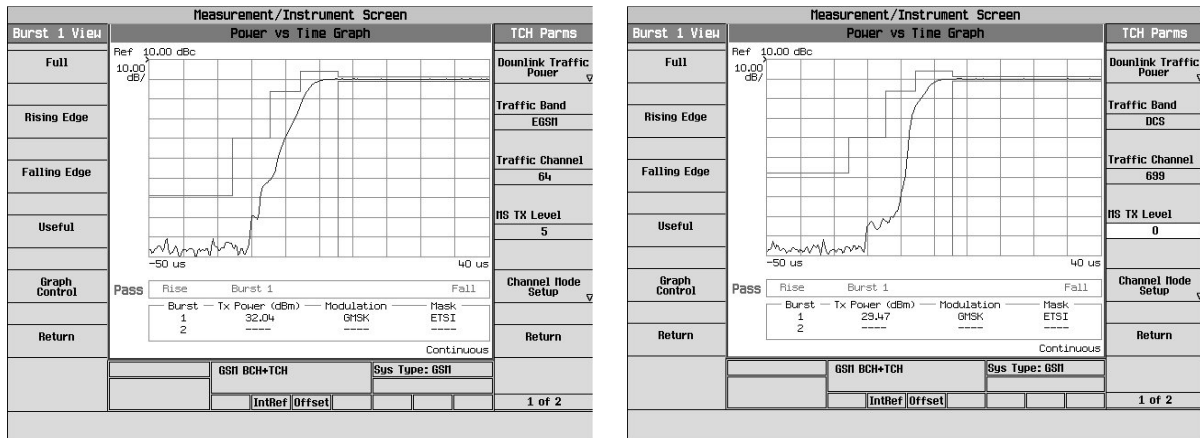 Measurement/Instrument Screen
Burst 1 View
Power vs Time Graph
TCH Parms
Full
Rising Edge
Falling Edge
Useful
Graph
Control
Return
Ref 10.00 dBc
10.00
dB/
-50 us
40 us
Pass
Rise Burst 1 Fall
Burst Tx Power (dBm) Modulation Mask
1 32.04 GMSK ETSI
2 ---- ---- ----
Continuous
Downlink Traffic
Power
Traffic Band
EGSM
Traffic Channel
64
MS TX Level
5
Channel Mode
Setup
Return
GSM BCH+TCH
Sys Type: GSM
IntRef Offset
1 of 2
Measurement/Instrument Screen
Burst 1 View
Power vs Time Graph
TCH Parms
Full
Rising Edge
Falling Edge
Useful
Graph
Control
Return
Ref 10.00 dBc
10.00
dB/
-50 us
40 us
Pass
Rise Burst 1 Fall
Burst Tx Power (dBm) Modulation Mask
1 29.47 GMSK ETSI
2 ---- ---- ----
Continuous
Downlink Traffic
Power
Traffic Band
DCS
Traffic Channel
699
MS TX Level
0
Channel Mode
Setup
Return
GSM BCH+TCH
Sys Type: GSM
IntRef Offset
1 of 2